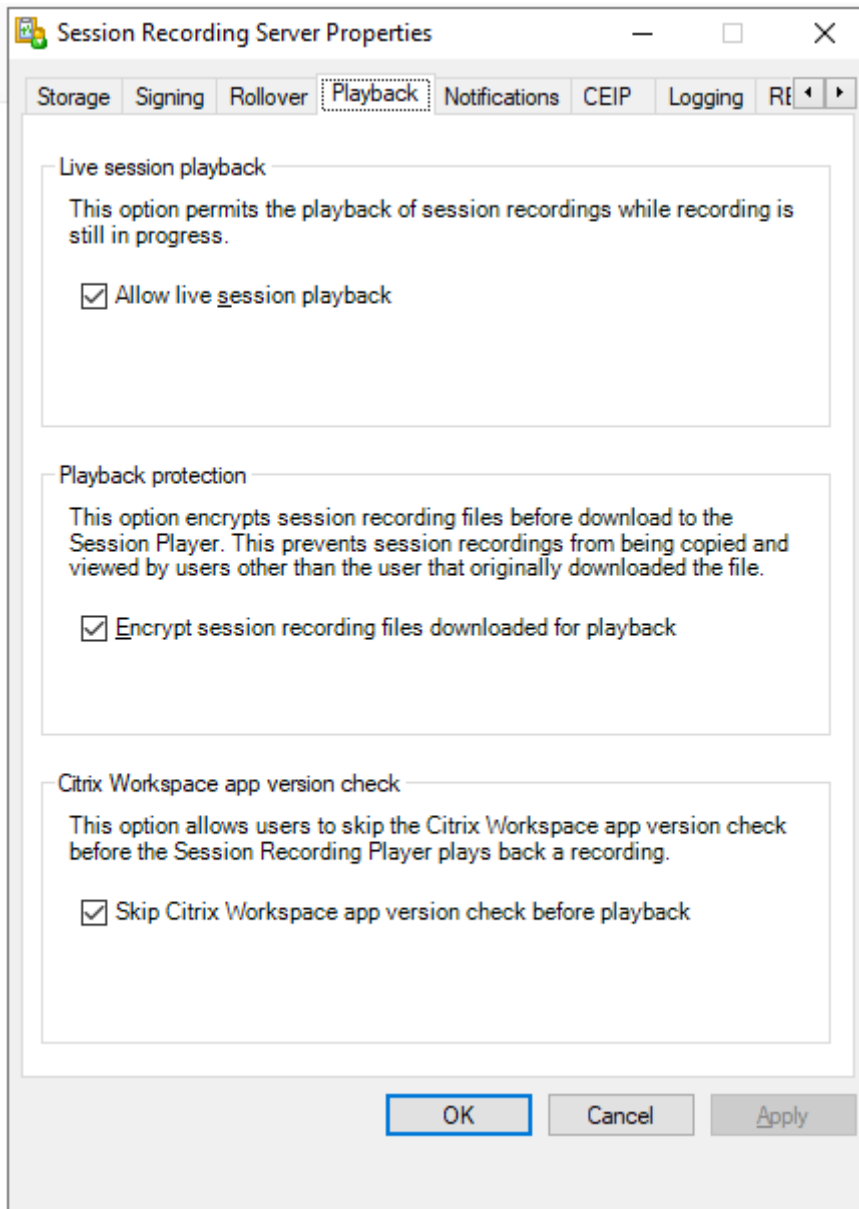 Session Recording Server Properties
Storage Signing Rollover Playback Notifications CEIP Logging
Live session playback
This option permits the playback of session recordings while recording is
still in progress.
Allow live session playback
Playback protection
This option encrypts session recording files before download to the
Session Player. This prevents session recordings from being copied and
viewed by users other than the user that originally downloaded the file.
Encrypt session recording files downloaded for playback
Citrix Workspace app version check
This option allows users to skip the Citrix Workspace app version check
before the Session Recording Player plays back a recording.
Skip Citrix Workspace app version check before playback
OK Cancel Apply